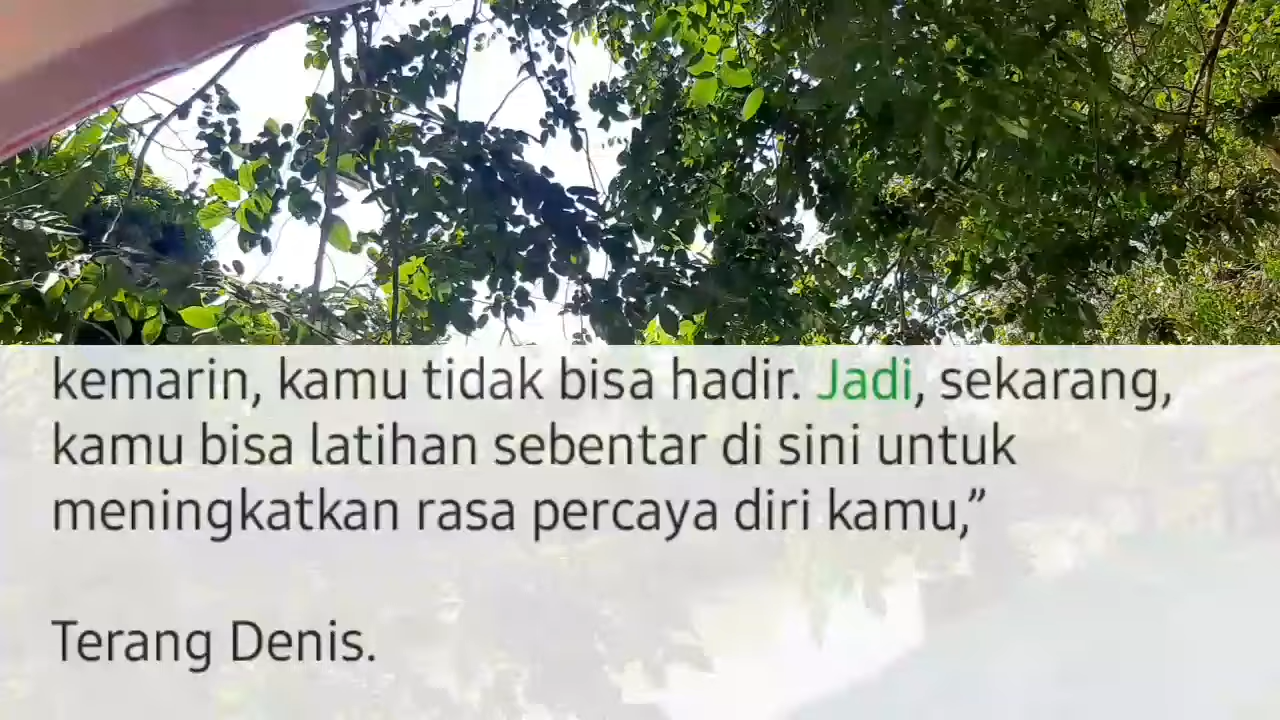 kemarin, kamu tidak bisa hadir. Jadi, sekarang,
kamu bisa latihan sebentar di sini untuk
meningkatkan rasa percaya diri kamu,”
Terang Denis.